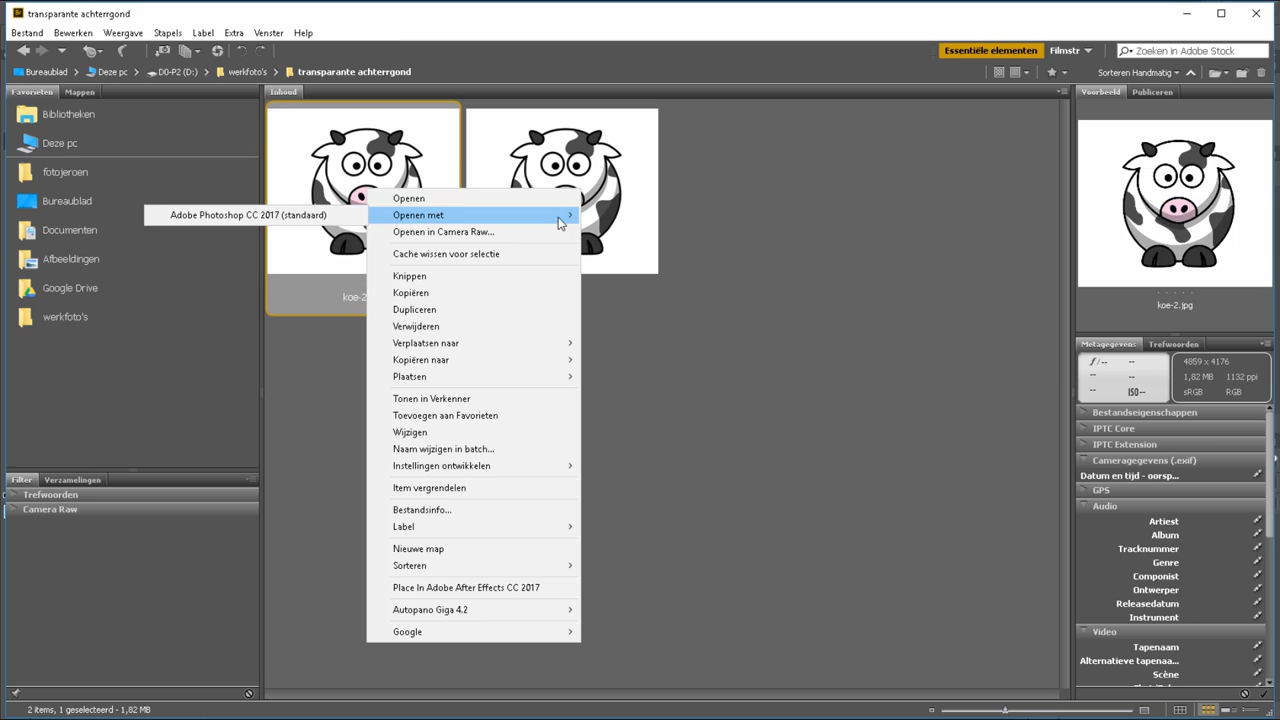 Br transparante achterrgond
Bestand Bewerken Weergave Stapels Label Extra Venster Help
Essentiële elementen Filmstr Zoeken in Adobe Stock
Bureaublad Deze pc D0-P2 (D:) werkfoto's transparante achterrgond Sorteren Handmatig
Favorieten Mappen
Bibliotheken
Deze pc
fotojeroen
Bureaublad
Documenten
Afbeeldingen
Google Drive
werkfoto's
Filter Verzamelingen
Trefwoorden
Camera Raw
Inhoud
koe-2
Adobe Photoshop CC 2017 (standaard)
Openen
Openen met
Openen in Camera Raw...
Cache wissen voor selectie
Knippen
Kopiëren
Dupliceren
Verwijderen
Verplaatsen naar
Kopiëren naar
Plaatsen
Tonen in Verkenner
Toevoegen aan Favorieten
Wijzigen
Naam wijzigen in batch...
Instellingen ontwikkelen
Item vergrendelen
Bestandsinfo...
Label
Nieuwe map
Sorteren
Place In Adobe After Effects CC 2017
Autopano Giga 4.2
Google
Voorbeeld Publiceren
koe-2.jpg
Metagegevens Trefwoorden
ƒ/-- -- 4859 x 4176
-- -- 1,82 MB 1132 ppi
-- ISO-- sRGB RGB
Bestandseigenschappen
IPTC Core
IPTC Extension
Cameragegevens (.exif)
Datum en tijd - oorsp...
GPS
Audio
Artiest
Album
Tracknummer
Genre
Componist
Ontwerper
Releasedatum
Instrument
Video
Tapenaam
Alternatieve tapenaa...
Scène
2 items, 1 geselecteerd - 1,82 MB